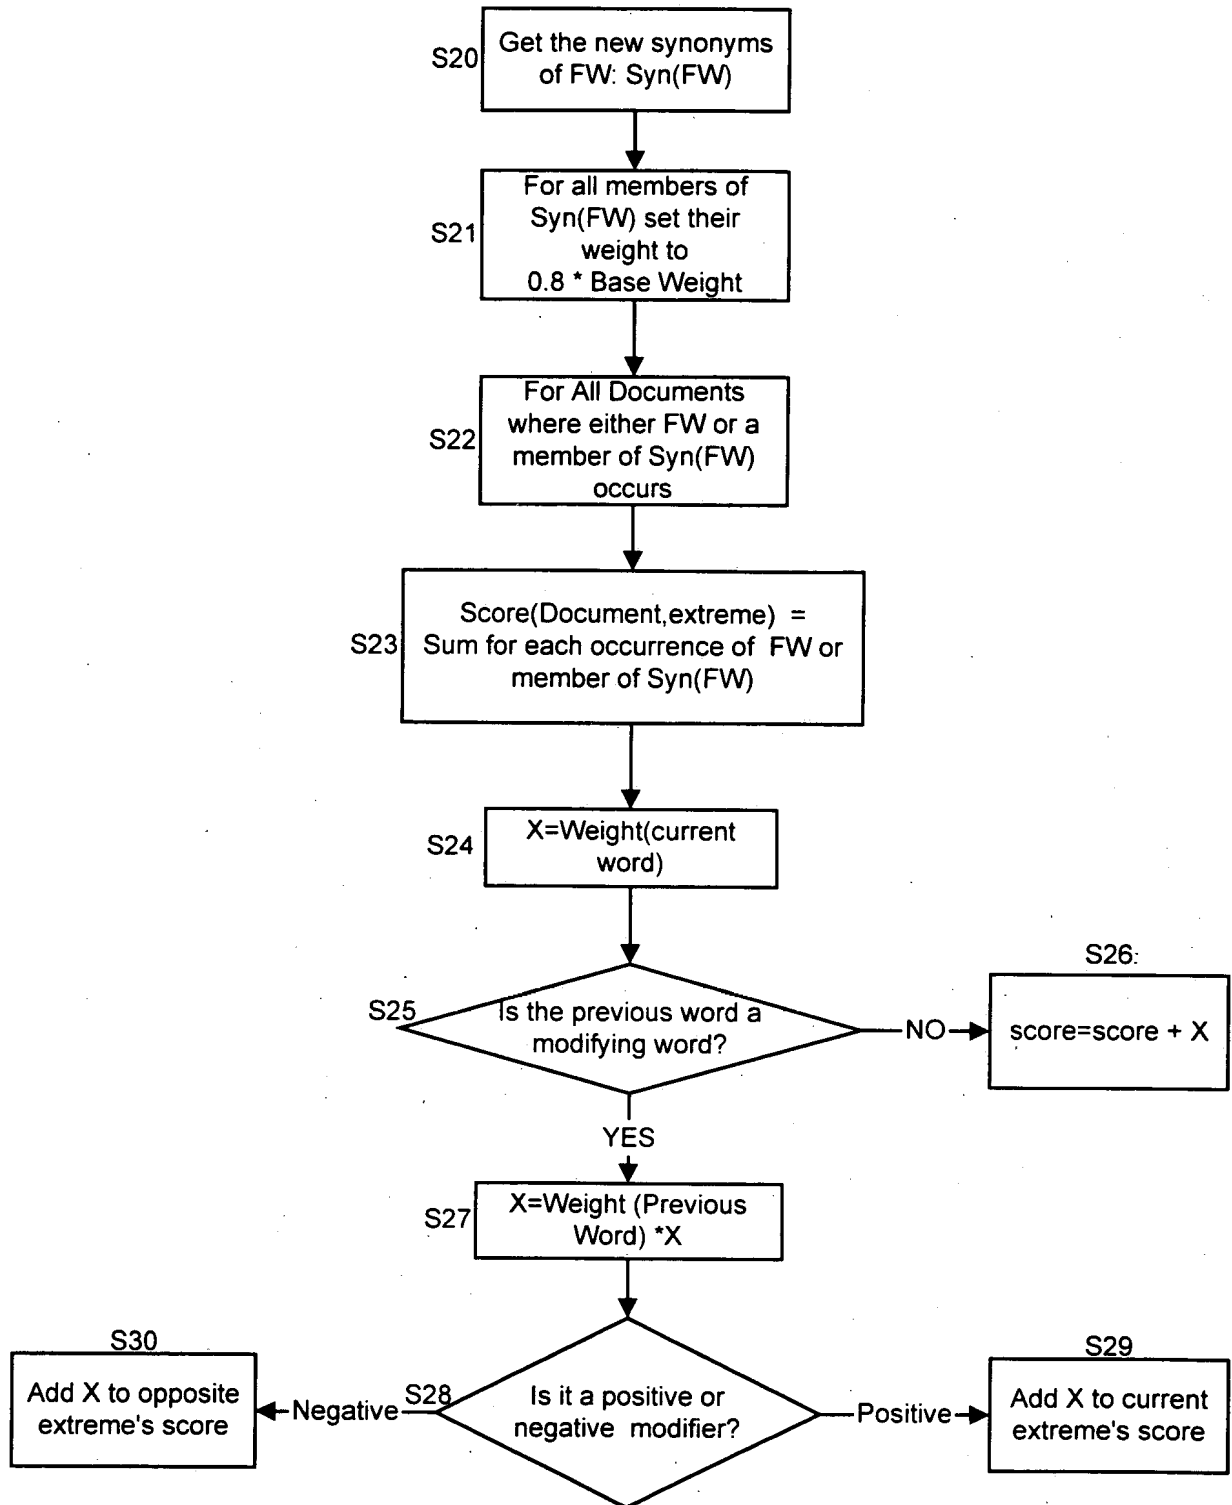 S20
Get the new synonyms
of FW: Syn(FW)
S21
For all members of
Syn(FW) set their
weight to
0.8 * Base Weight
S22
For All Documents
where either FW or a
member of Syn(FW)
occurs
S23
Score(Document,extreme) =
Sum for each occurrence of FW or
member of Syn(FW)
S24
X=Weight(current
word)
S25
Is the previous word a
modifying word?
NO
S26:
score=score + X
YES
S27
X=Weight (Previous
Word) *X
S28
Is it a positive or
negative modifier?
Negative
S30
Add X to opposite
extreme's score
Positive
S29
Add X to current
extreme's score